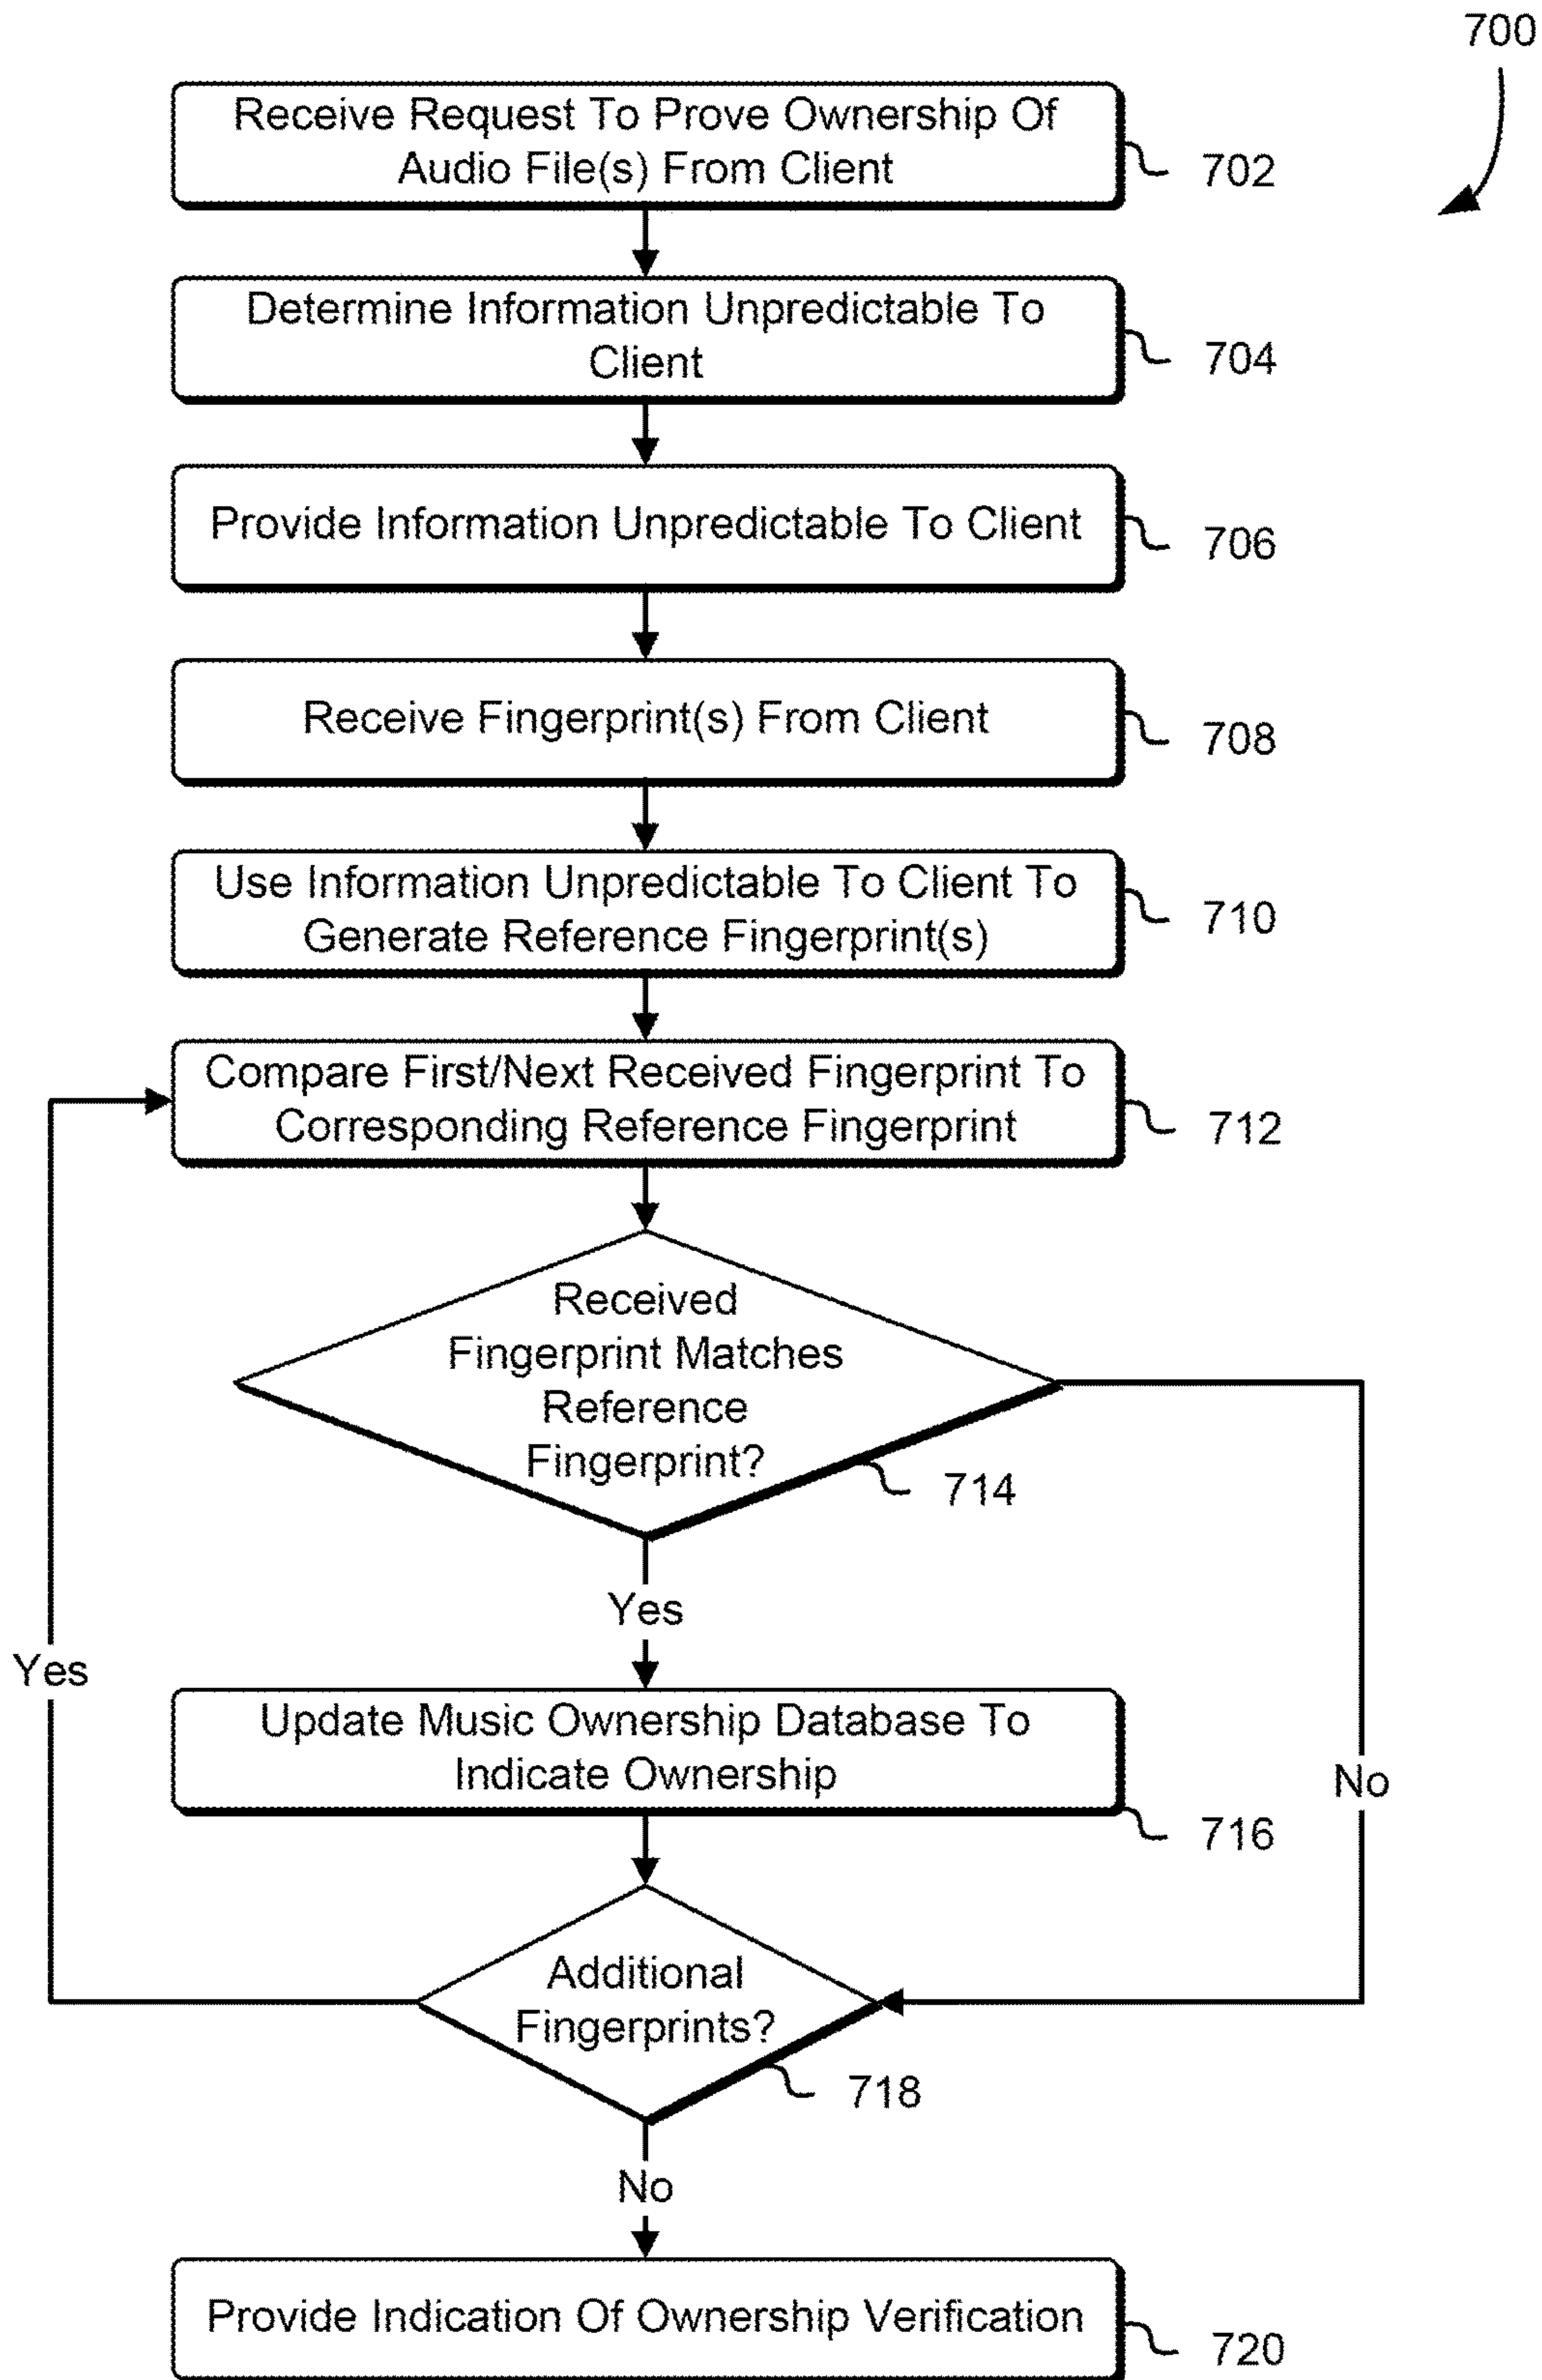 700
Receive Request To Prove Ownership Of
Audio File(s) From Client
702
Determine Information Unpredictable To
Client
704
Provide Information Unpredictable To Client
706
Receive Fingerprint(s) From Client
708
Use Information Unpredictable To Client To
Generate Reference Fingerprint(s)
710
Compare First/Next Received Fingerprint To
Corresponding Reference Fingerprint
712
Received
Fingerprint Matches
Reference
Fingerprint?
714
Yes
Yes
Update Music Ownership Database To
Indicate Ownership
No
716
Additional
Fingerprints?
718
No
Provide Indication Of Ownership Verification
720